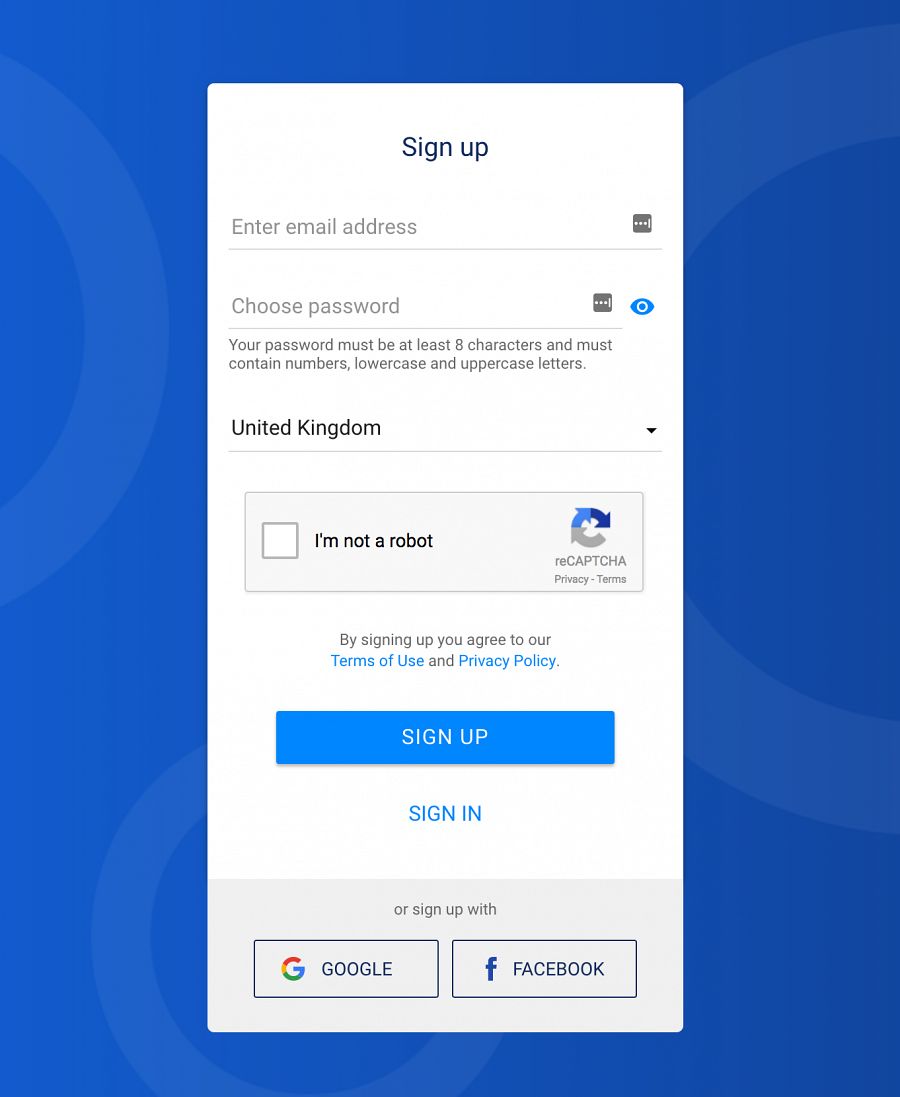 Sign up
Enter email address
Choose password
Your password must be at least 8 characters and must
contain numbers, lowercase and uppercase letters.
United Kingdom
I'm not a robot
reCAPTCHA
Privacy - Terms
By signing up you agree to our
Terms of Use and Privacy Policy.
SIGN UP
SIGN IN
or sign up with
GOOGLE FACEBOOK